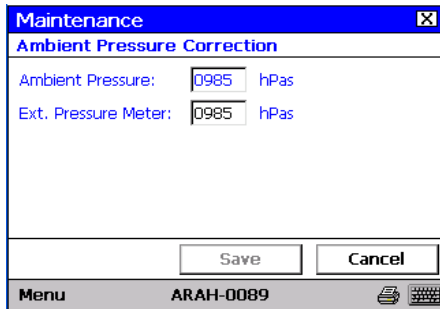 Maintenance X
Ambient Pressure Correction
Ambient Pressure: 0985 hPas
Ext. Pressure Meter: 0985 hPas
Save Cancel
Menu ARAH-0089